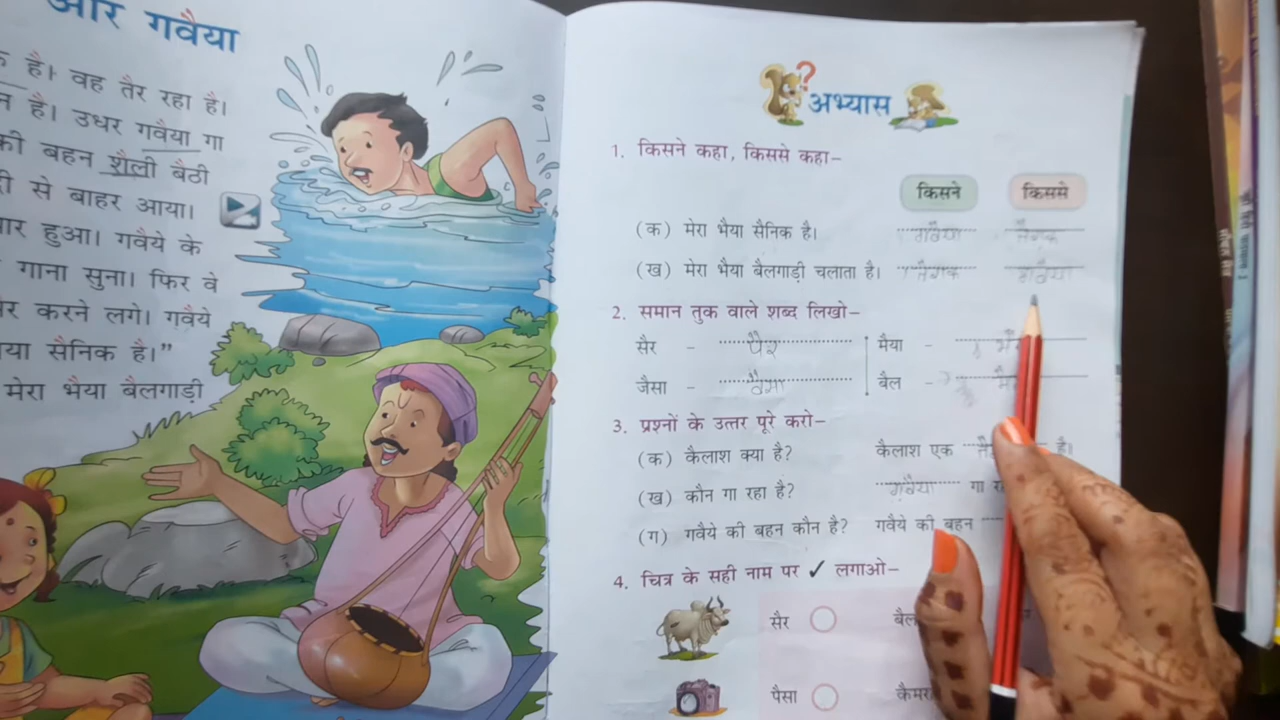 और गवैया
है। वह तैर रहा है।
है। उधर गवैया गा
की बहन शैली बैठी
से बाहर आया।
हुआ। गवैये के
गाना सुना। फिर वे
करने लगे। गवैये
सैनिक है।”
मेरा भैया बैलगाड़ी
अभ्यास
1. किसने कहा, किससे कहा–
किसने किससे
(क) मेरा भैया सैनिक है। गवैया तैराक
(ख) मेरा भैया बैलगाड़ी चलाता है। तैराक गवैया
2. समान तुक वाले शब्द लिखो–
सैर - पैर मैया -
जैसा - वैसा बैल -
3. प्रश्नों के उत्तर पूरे करो–
(क) कैलाश क्या है? कैलाश एक है।
(ख) कौन गा रहा है? गवैया गा
(ग) गवैये की बहन कौन है? गवैये की बहन
4. चित्र के सही नाम पर ✓ लगाओ–
सैर बैल
पैसा